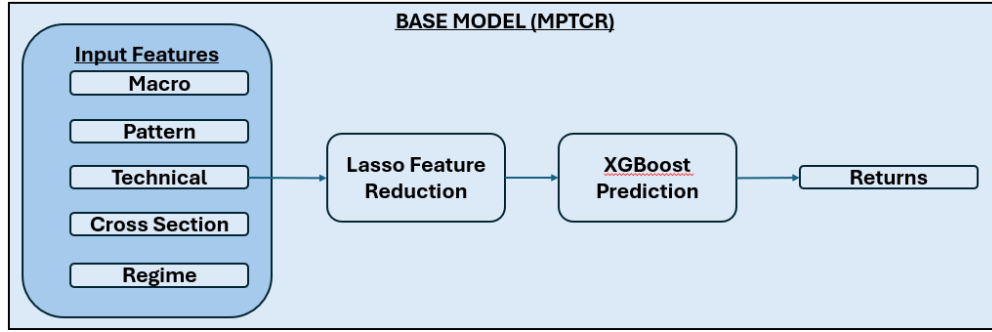 BASE MODEL (MPTCR)
Input Features
Macro
Pattern
Technical
Cross Section
Regime
Lasso Feature
Reduction
XGBoost
Prediction
Returns